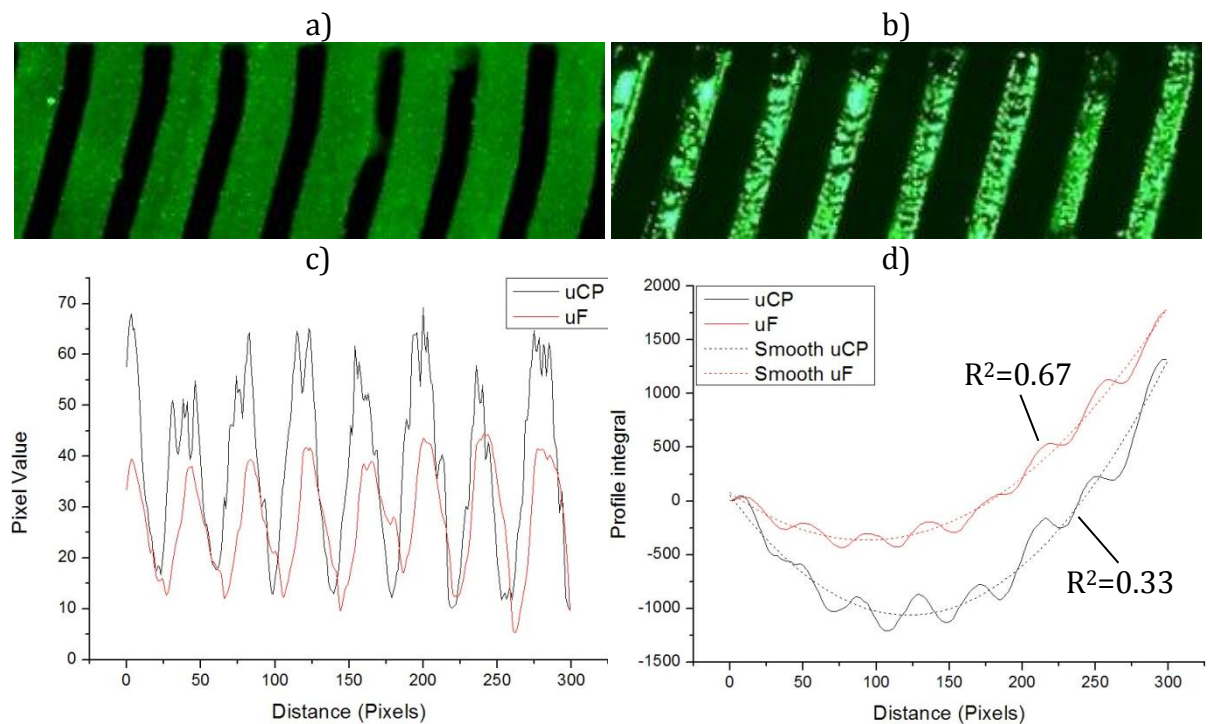 a)
b)
c)
70
60
50
40
30
20
10
0
Pixel Value
uCP
uF
0
50
100
150
200
250
300
Distance (Pixels)
d)
2000
1500
1000
500
0
-500
-1000
-1500
Profile integral
uCP
uF
Smooth uCP
Smooth uF
R²=0.67
R²=0.33
0
50
100
150
200
250
300
Distance (Pixels)